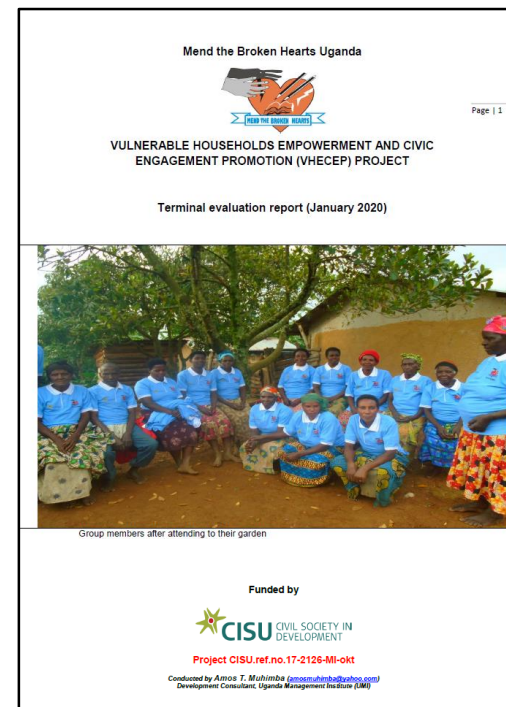 Mend the Broken Hearts Uganda
MEND THE BROKEN HEARTS
Page | 1
VULNERABLE HOUSEHOLDS EMPOWERMENT AND CIVIC
ENGAGEMENT PROMOTION (VHECEP) PROJECT
Terminal evaluation report (January 2020)
Group members after attending to their garden
Funded by
CISU CIVIL SOCIETY IN
DEVELOPMENT
Project CISU.ref.no.17-2126-MI-okt
Conducted by Amos T. Muhimba (amosmuhimba@yahoo.com)
Development Consultant, Uganda Management Institute (UMI)